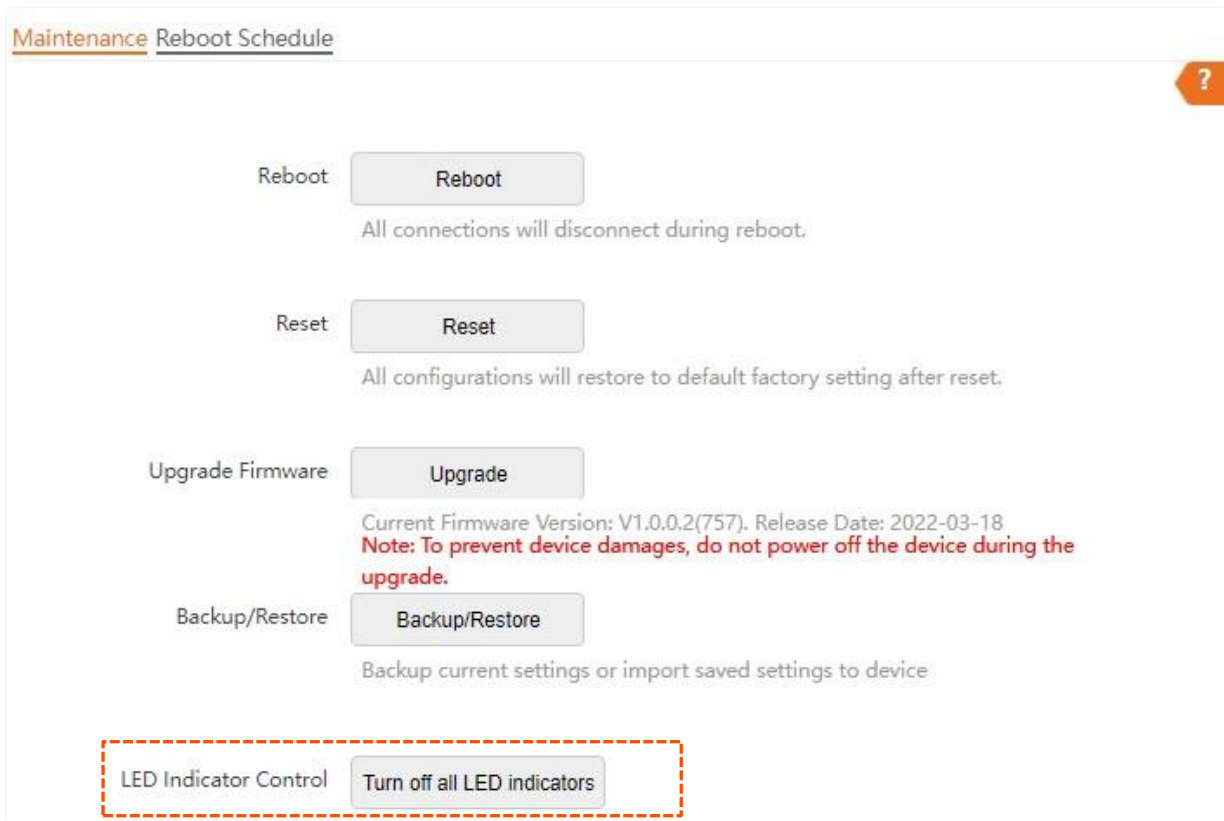 Maintenance Reboot Schedule
?
Reboot Reboot
All connections will disconnect during reboot.
Reset Reset
All configurations will restore to default factory setting after reset.
Upgrade Firmware Upgrade
Current Firmware Version: V1.0.0.2(757). Release Date: 2022-03-18
Note: To prevent device damages, do not power off the device during the
upgrade.
Backup/Restore Backup/Restore
Backup current settings or import saved settings to device
LED Indicator Control Turn off all LED indicators